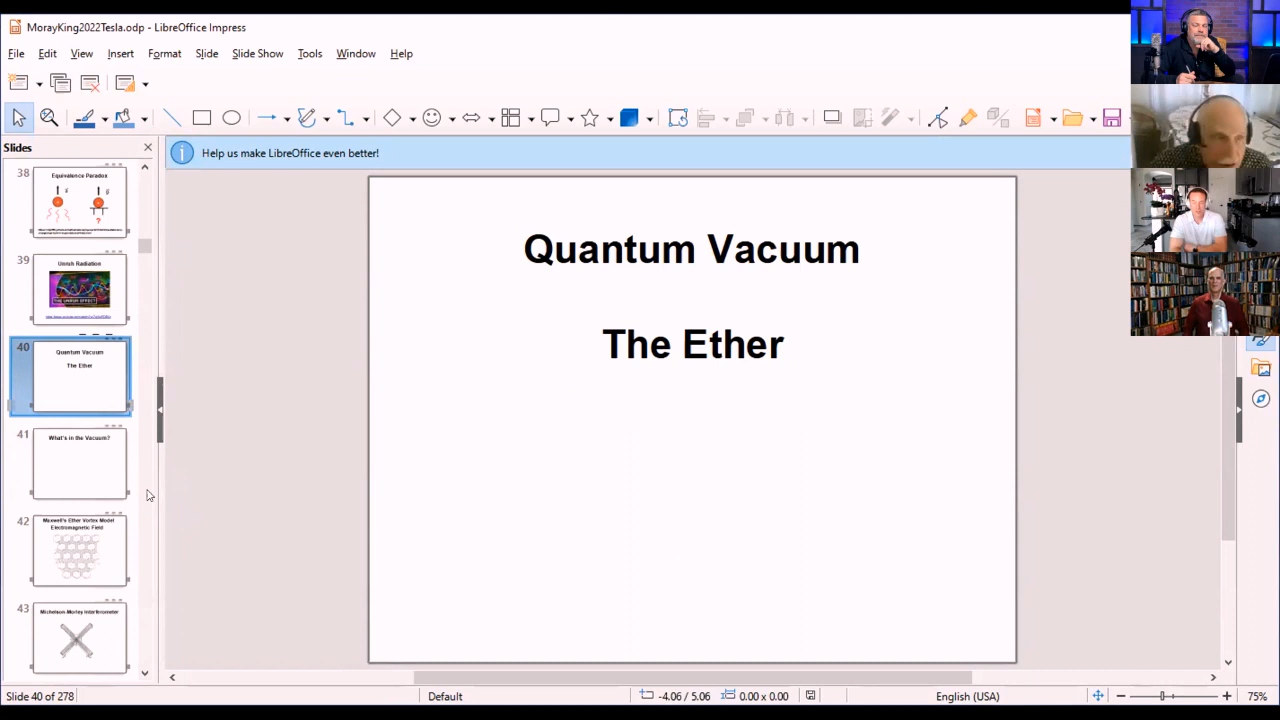 MorayKing2022Tesla.odp - LibreOffice Impress
File Edit View Insert Format Slide Slide Show Tools Window Help
Slides
Help us make LibreOffice even better!
38
Equivalence Paradox
g
?
39
Unruh Radiation
THE UNRUH EFFECT
40
Quantum Vacuum
The Ether
41
What's in the Vacuum?
42
Maxwell's Ether Vortex Model
Electromagnetic Field
43
Michelson-Morley Interferometer
Quantum Vacuum
The Ether
Slide 40 of 278
Default
-4.06 / 5.06
0.00 x 0.00
English (USA)
75%